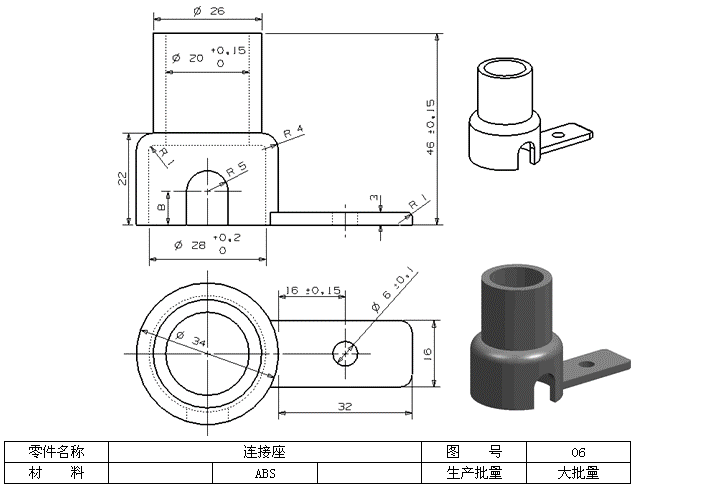 Φ 26
Φ 20 +0,15 0
R 4
R 1
R 5
22
8
46 ±0,15
3
R 1
Φ 28 +0,2 0
16 ±0,15
Φ 6 ±0,1
Φ 34
16
32
零件名称 连接座 图 号 06
材 料 ABS 生产批量 大批量